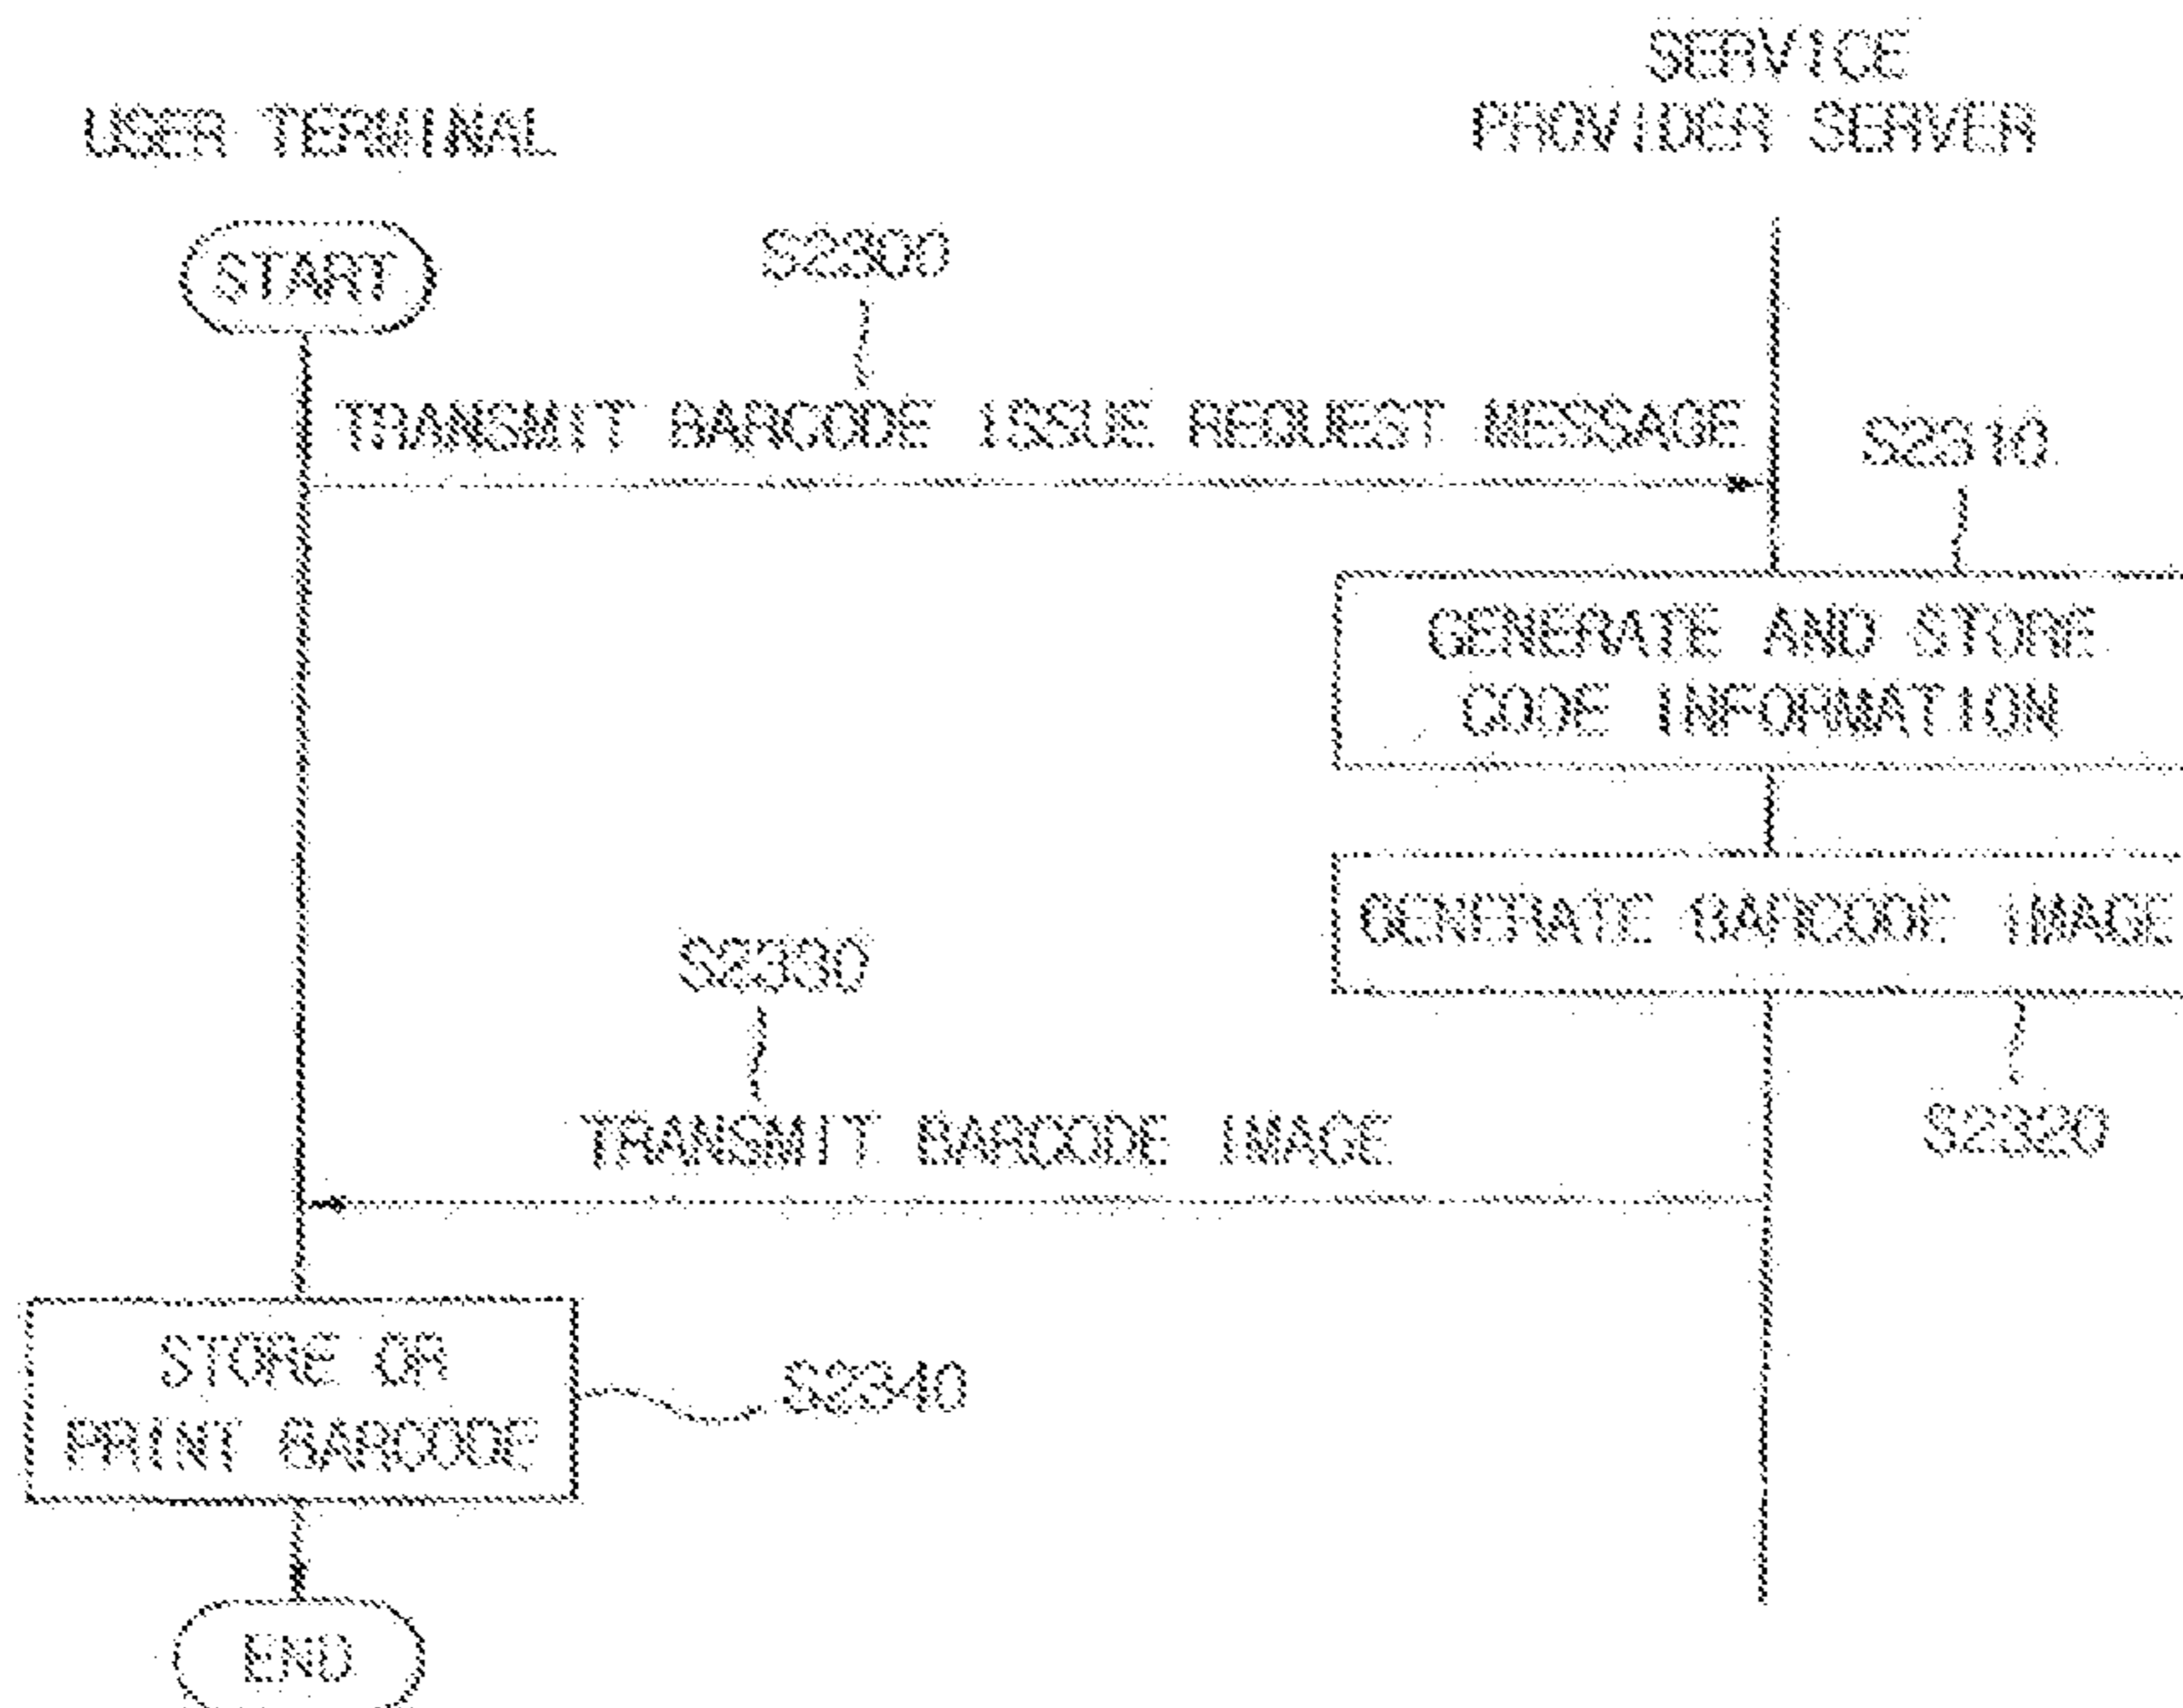 SERVICE
USER TERMINAL
PROVIDER SERVER
START
S2300
TRANSMIT BARCODE ISSUE REQUEST MESSAGE
S2310
GENERATE AND STORE
CODE INFORMATION
GENERATE BARCODE IMAGE
S2330
TRANSMIT BARCODE IMAGE
S2320
STORE OR
PRINT BARCODE
S2340
END